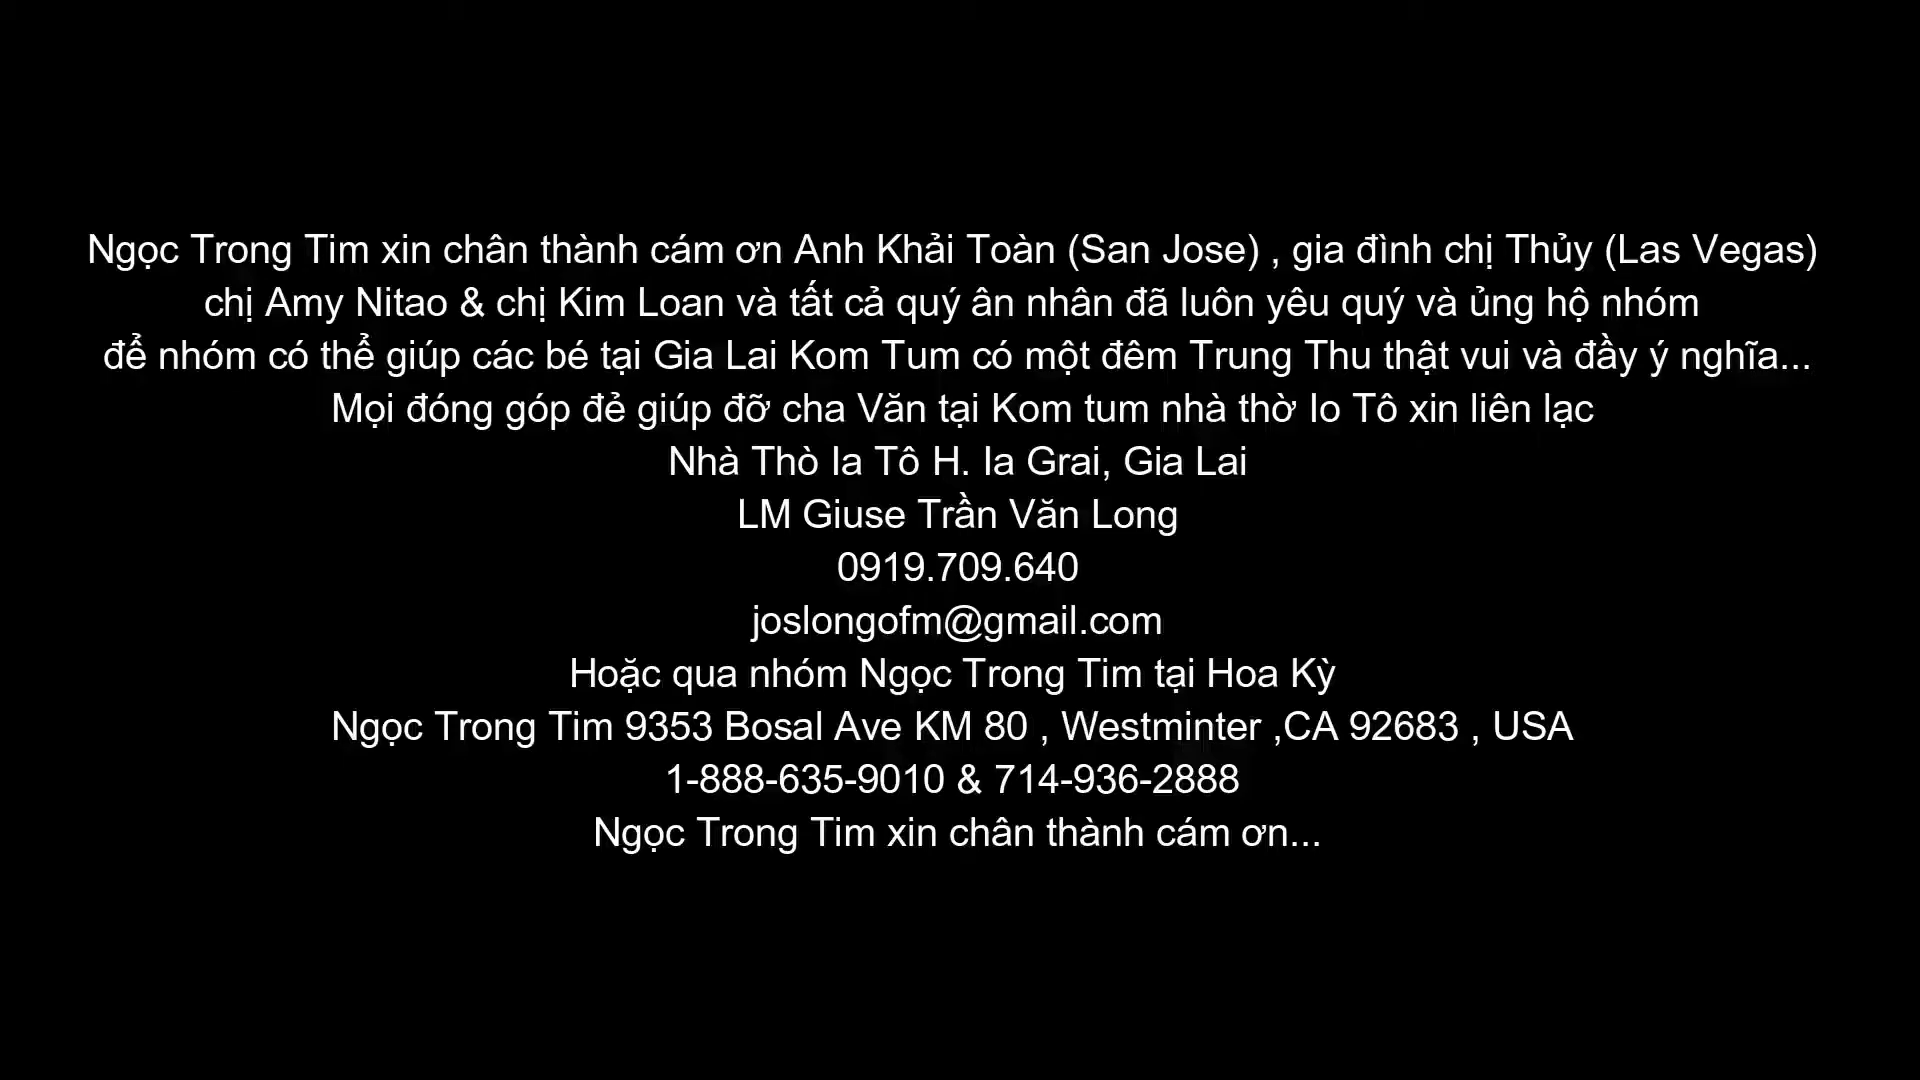 Ngọc Trong Tim xin chân thành cám ơn Anh Khải Toàn (San Jose) , gia đình chị Thủy (Las Vegas)
chị Amy Nitao & chị Kim Loan và tất cả quý ân nhân đã luôn yêu quý và ủng hộ nhóm
để nhóm có thể giúp các bé tại Gia Lai Kom Tum có một đêm Trung Thu thật vui và đầy ý nghĩa...
Mọi đóng góp đẻ giúp đỡ cha Văn tại Kom tum nhà thờ Io Tô xin liên lạc
Nhà Thò Ia Tô H. Ia Grai, Gia Lai
LM Giuse Trần Văn Long
0919.709.640
joslongofm@gmail.com
Hoặc qua nhóm Ngọc Trong Tim tại Hoa Kỳ
Ngọc Trong Tim 9353 Bosal Ave KM 80 , Westminter ,CA 92683 , USA
1-888-635-9010 & 714-936-2888
Ngọc Trong Tim xin chân thành cám ơn...